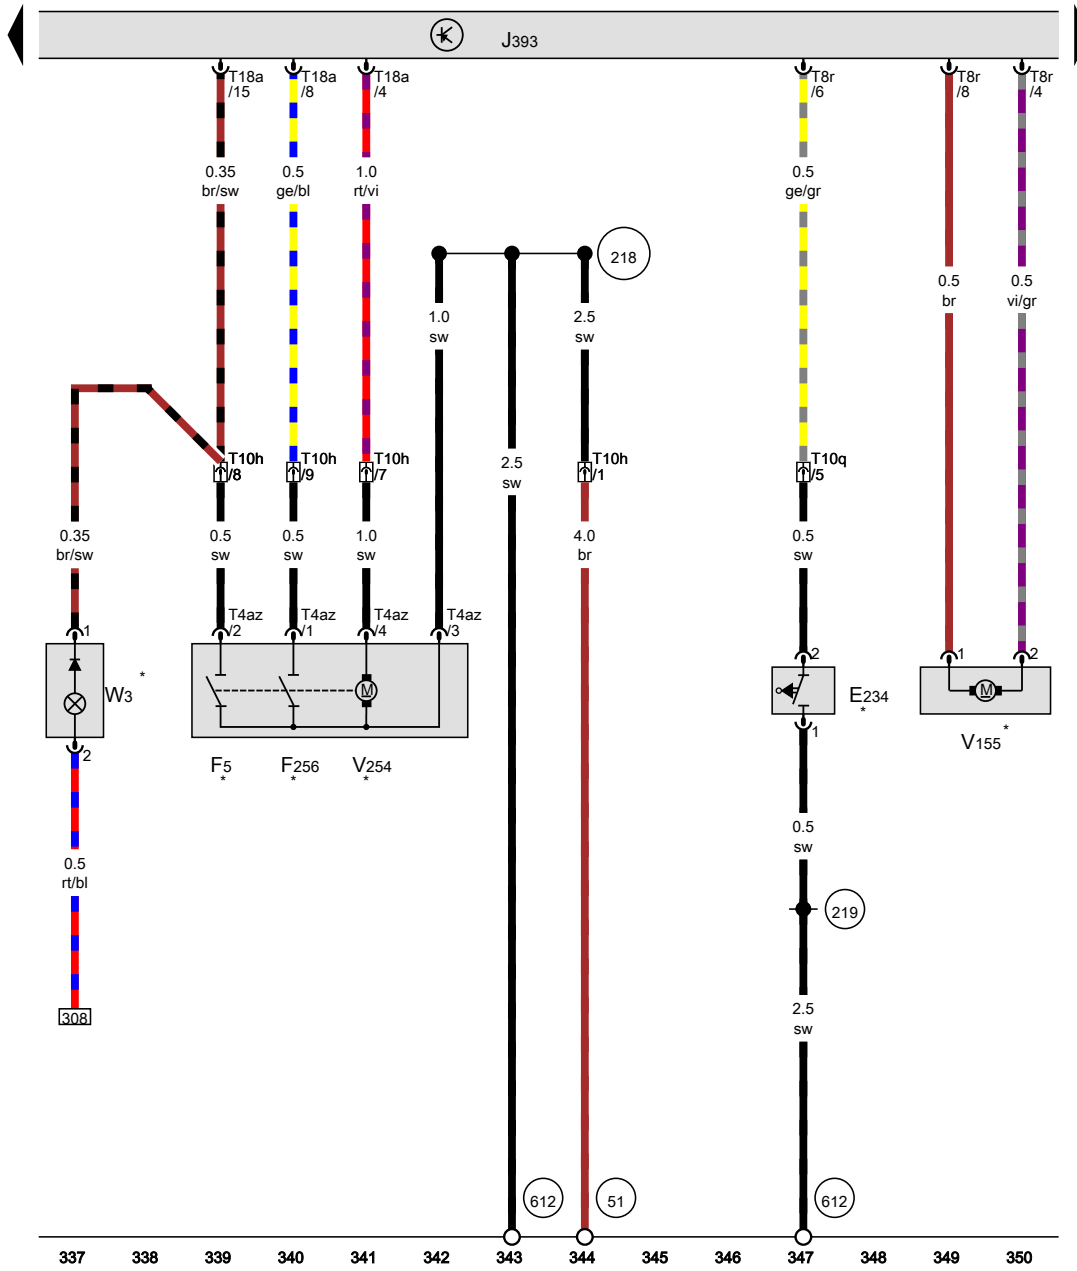 J393
T18a
/15
T18a
/8
T18a
/4
T8r
/6
T8r
/8
T8r
/4
0.35
br/sw
0.5
ge/bl
1.0
rt/vi
0.5
ge/gr
218
0.5
br
0.5
vi/gr
1.0
sw
2.5
sw
T10h
/8
T10h
/9
T10h
/7
2.5
sw
T10h
/1
T10q
/5
0.35
br/sw
0.5
sw
0.5
sw
1.0
sw
4.0
br
0.5
sw
1
T4az
/2
T4az
/1
T4az
/4
T4az
/3
2
1
2
W3
*
M
E234
*
M
1
V155
*
2
F5
*
F256
*
V254
*
0.5
sw
0.5
rt/bl
219
308
2.5
sw
612
51
612
337
338
339
340
341
342
343
344
345
346
347
348
349
350